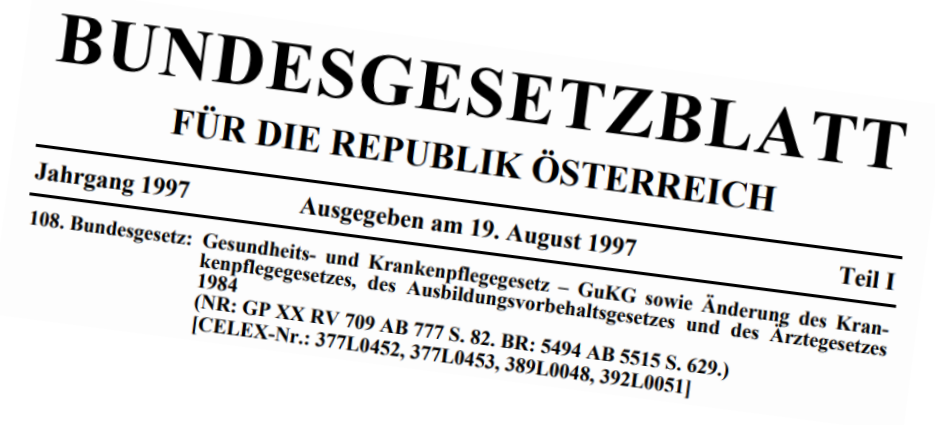 BUNDESGESETZBLATT
FÜR DIE REPUBLIK ÖSTERREICH
Jahrgang 1997 Ausgegeben am 19. August 1997 Teil I
108. Bundesgesetz: Gesundheits- und Krankenpflegegesetz – GuKG sowie Änderung des Kran-
kenpflegegesetzes, des Ausbildungsvorbehaltsgesetzes und des Ärztegesetzes
1984
(NR: GP XX RV 709 AB 777 S. 82. BR: 5494 AB 5515 S. 629.)
[CELEX-Nr.: 377L0452, 377L0453, 389L0048, 392L0051]